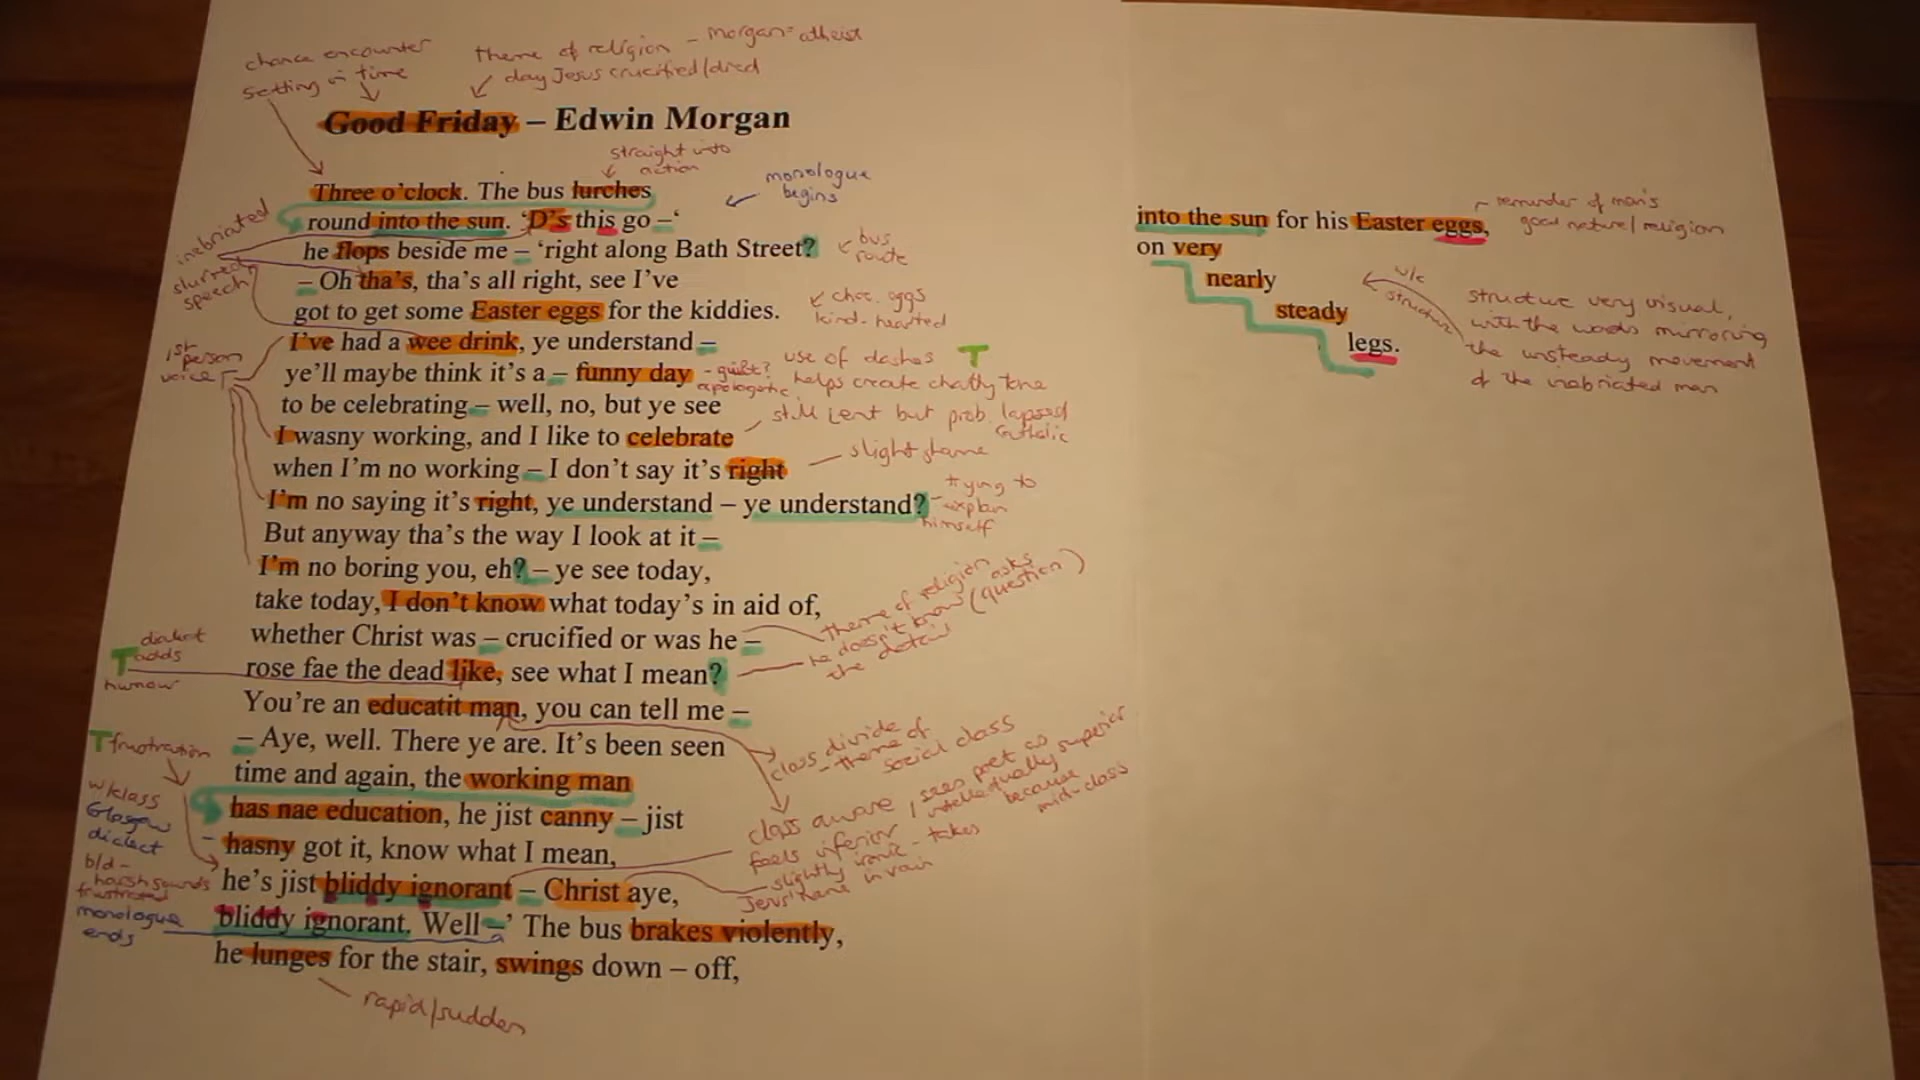 chance encounter
setting in time
theme of religion - Morgan = atheist
day Jesus crucified/died
Good Friday – Edwin Morgan
straight into
action
monologue
begins
Three o’clock. The bus lurches
round into the sun. ‘D’s this go –‘
he flops beside me – ‘right along Bath Street?
– Oh tha’s, tha’s all right, see I’ve
got to get some Easter eggs for the kiddies.
I’ve had a wee drink, ye understand –
ye’ll maybe think it’s a – funny day
to be celebrating – well, no, but ye see
I wasny working, and I like to celebrate
when I’m no working – I don’t say it’s right
I’m no saying it’s right, ye understand – ye understand?
But anyway tha’s the way I look at it –
I’m no boring you, eh? – ye see today,
take today, I don’t know what today’s in aid of,
whether Christ was – crucified or was he –
rose fae the dead like, see what I mean?
You’re an educatit man, you can tell me –
– Aye, well. There ye are. It’s been seen
time and again, the working man
has nae education, he jist canny – jist
hasny got it, know what I mean,
he’s jist bliddy ignorant – Christ aye,
bliddy ignorant. Well –’ The bus brakes violently,
he lunges for the stair, swings down – off,
inebriated
slurred
speech
1st
person
voice
bus
route
choc. eggs
kind-hearted
use of dashes T
helps create chatty tone
- guilt?
apologetic
still Lent but prob. lapsed
Catholic
slight shame
trying to
explain
himself
theme of religion asks
he doesn't know (question)
the detail
T dialect
adds
humour
T frustration
w/class
Glasgow
dialect
b/d -
harsh sounds
frustrated
monologue
ends
class divide
- theme of
social class
class aware, sees poet as
intellectually superior
because
mid-class
feels inferior
slightly ironic - takes
Jesus' name in vain
rapid/sudden
into the sun for his Easter eggs,
on very
nearly
steady
legs.
reminder of man's
good nature/religion
w/c
structure
structure very visual,
with the words mirroring
the unsteady movement
of the inebriated man